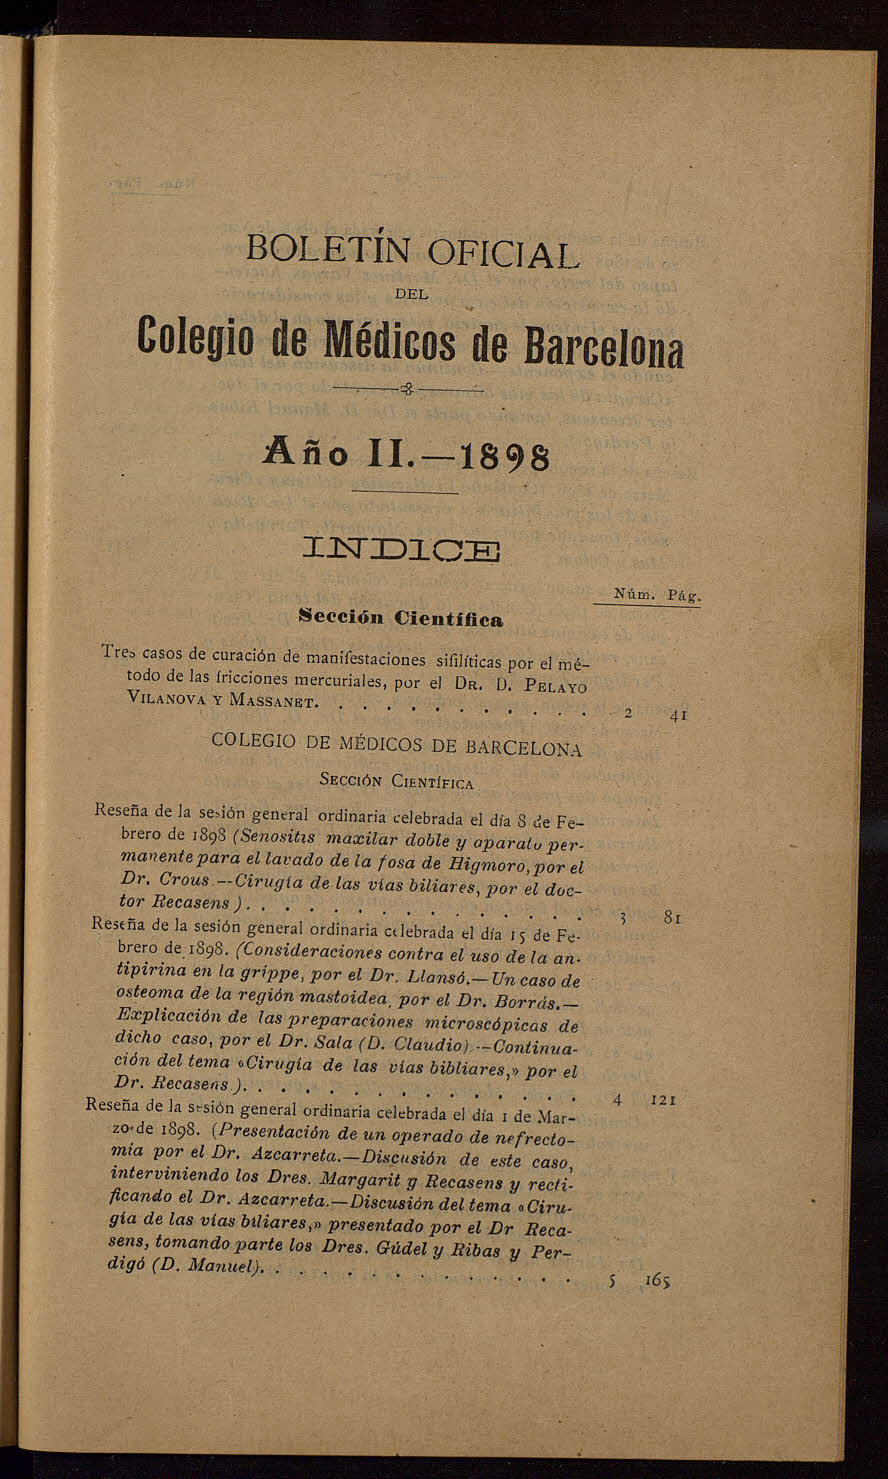 BOLETÍN OFICIAL
DEL
Colegio de Médicos de Barcelona
Año II.—1898
INDICE
Núm. Pág.
Sección Científica
Tres casos de curación de manifestaciones sifilíticas por el mé-
todo de las fricciones mercuriales, por el DR. D. PELAYO
VILANOVA Y MASSANET. . . . . . . . . . . . 2 41
COLEGIO DE MÉDICOS DE BARCELONA
SECCIÓN CIENTÍFICA
Reseña de la sesión general ordinaria celebrada el día 8 de Fe-
brero de 1898 (Senositis maxilar doble y aparato per-
manente para el lavado de la fosa de Higmoro, por el
Dr. Crous.--Cirugía de las vías biliares, por el doc-
tor Recasens). . . . . . . . . . . . . . . 3 81
Reseña de la sesión general ordinaria celebrada el día 15 de Fe-
brero de 1898. (Consideraciones contra el uso de la an-
tipirina en la grippe, por el Dr. Llansó.—Un caso de
osteoma de la región mastoidea, por el Dr. Borrás.—
Explicación de las preparaciones microscópicas de
dicho caso, por el Dr. Sala (D. Claudio).--Continua-
ción del tema «Cirugía de las vías bibliares,» por el
Dr. Recasens). . . . . . . . . . . . . . . 4 121
Reseña de la sesión general ordinaria celebrada el día 1 de Mar-
zo de 1898. (Presentación de un operado de nefrecto-
mía por el Dr. Azcarreta.—Discusión de este caso,
interviniendo los Dres. Margarit y Recasens y recti-
ficando el Dr. Azcarreta.—Discusión del tema «Ciru-
gía de las vías biliares,» presentado por el Dr Reca-
sens, tomando parte los Dres. Gúdel y Ribas y Per-
digó (D. Manuel). . . . . . . . . . . . . . 5 165